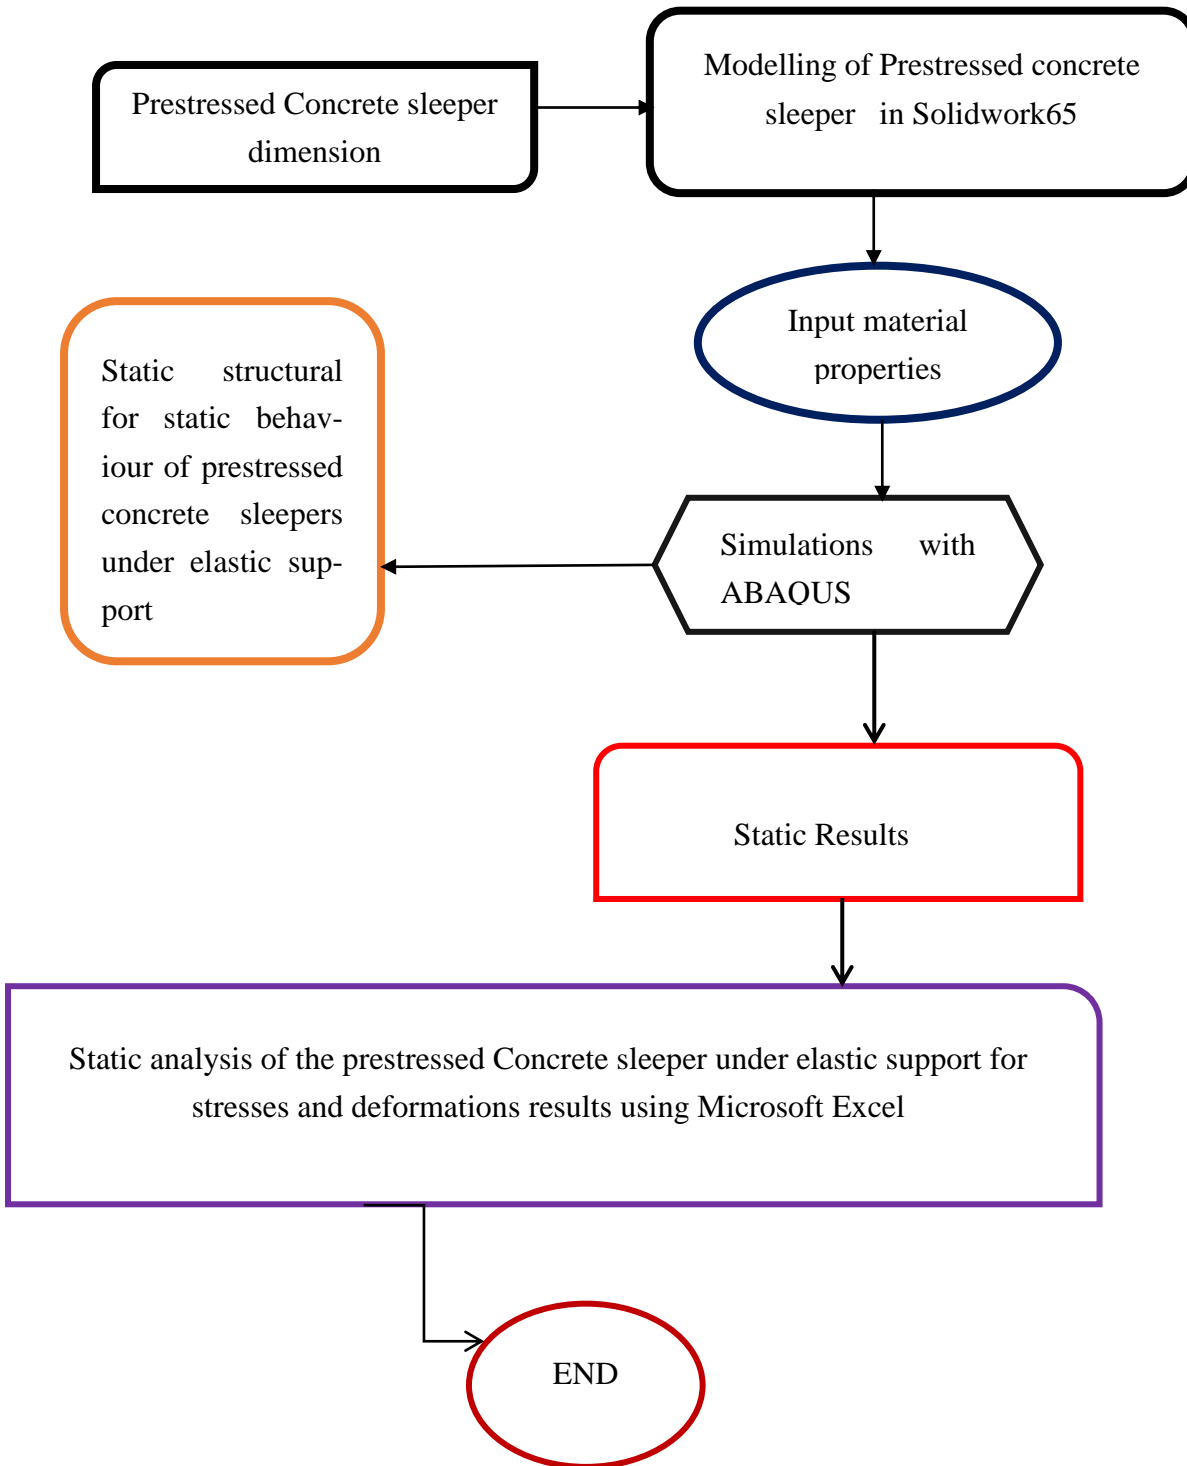 Prestressed Concrete sleeper
dimension
Modelling of Prestressed concrete
sleeper in Solidwork65
Input material
properties
Static structural
for static behav-
iour of prestressed
concrete sleepers
under elastic sup-
port
Simulations with
ABAQUS
Static Results
Static analysis of the prestressed Concrete sleeper under elastic support for
stresses and deformations results using Microsoft Excel
END